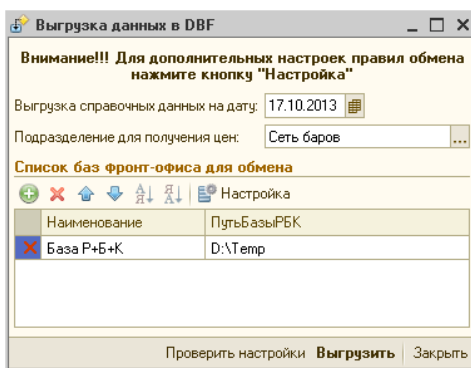 Выгрузка данных в DBF
Внимание!!! Для дополнительных настроек правил обмена
нажмите кнопку "Настройка"
Выгрузка справочных данных на дату: 17.10.2013
Подразделение для получения цен: Сеть баров ...
Список баз фронт-офиса для обмена
Настройка
Наименование ПутьБазыРБК
База Р+Б+К D:\Temp
Проверить настройки Выгрузить Закрыть